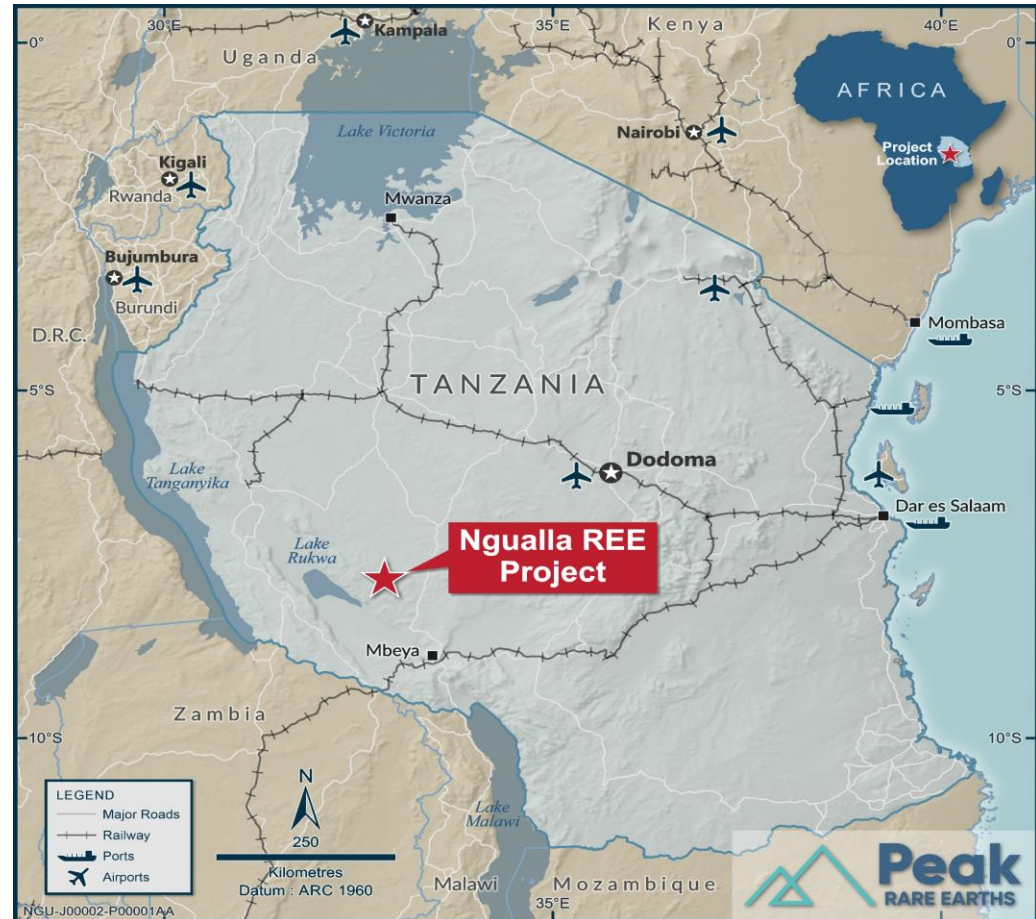 30°E
35°E
40°E
0°
Kampala
Uganda
Kenya
0°
AFRICA
Project
Location
Lake Victoria
Nairobi
Kigali
Rwanda
Mwanza
Bujumbura
Burundi
D.R.C.
Mombasa
5°S
TANZANIA
5°S
Dodoma
Lake
Tanganyika
Dar es Salaam
Ngualla REE
Project
Lake
Rukwa
Mbeya
Zambia
10°S
10°S
LEGEND
Major Roads
Railway
Ports
Airports
N
250
Kilometres
Datum : ARC 1960
Lake
Malawi
Malawi
Mozambique
35°E
Peak
RARE EARTHS
NGU-J00002-P00001AA